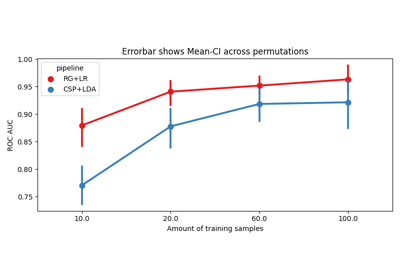 Errorbar shows Mean-CI across permutations
pipeline
RG+LR
CSP+LDA
ROC AUC
1.00
0.95
0.90
0.85
0.80
0.75
10.0
20.0
60.0
100.0
Amount of training samples